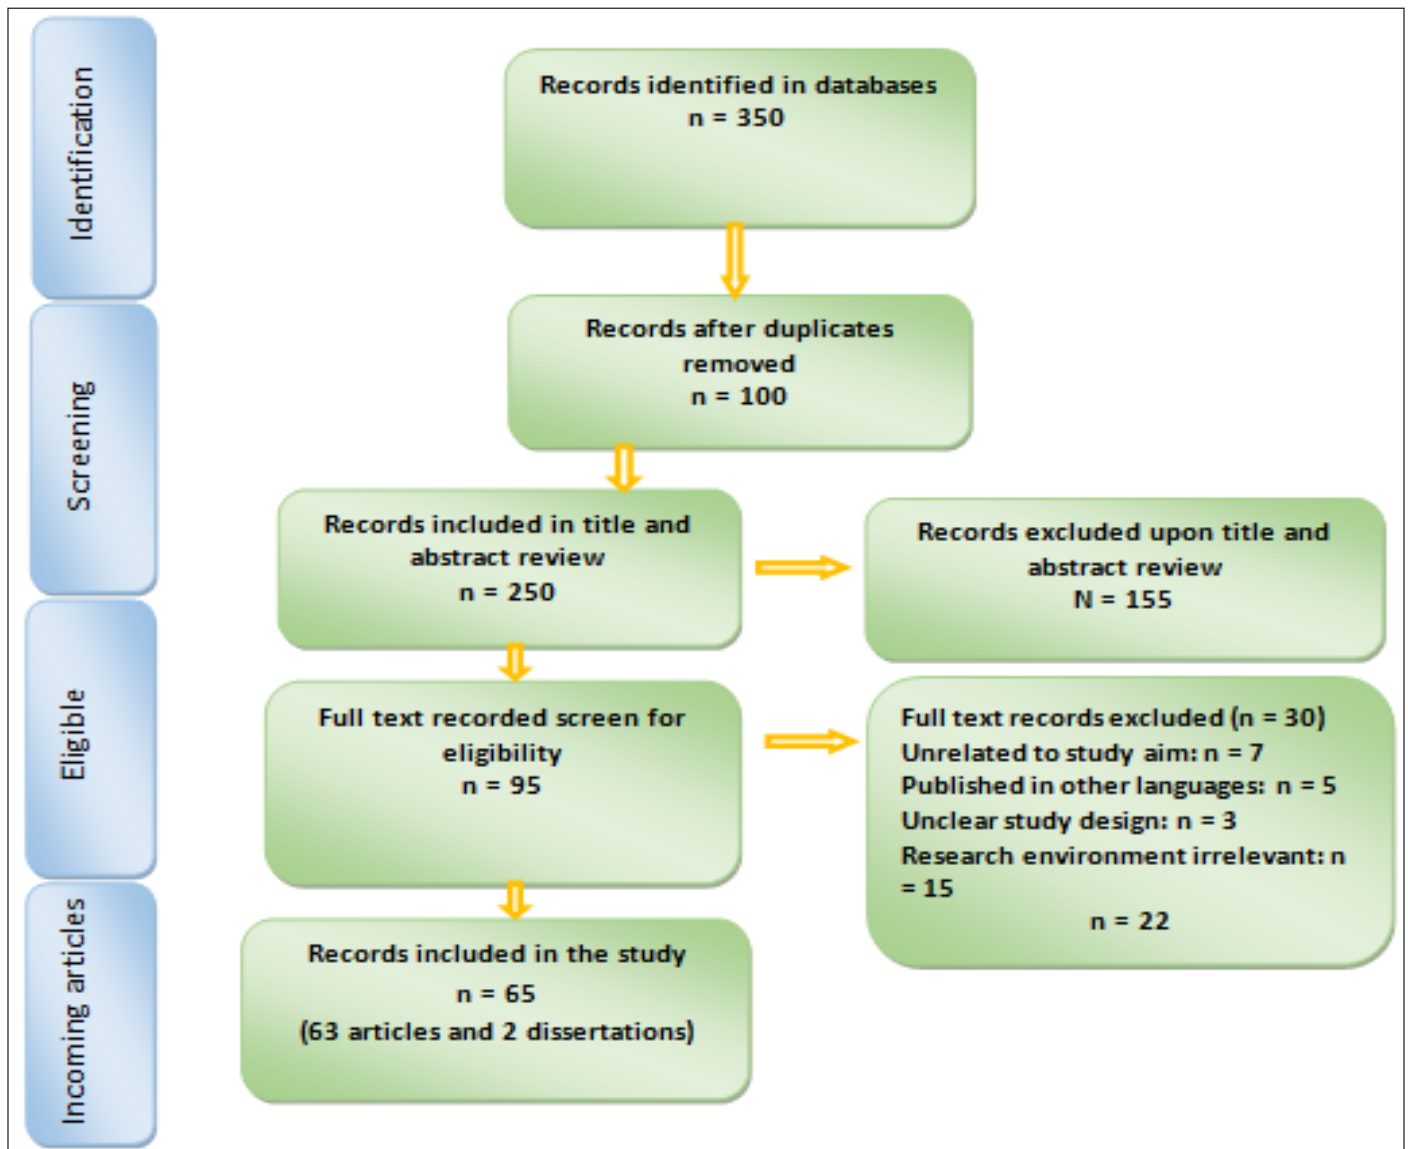 Identification
Records identified in databases
n = 350
Screening
Records after duplicates
removed
n = 100
Records included in title and
abstract review
n = 250
Records excluded upon title and
abstract review
N = 155
Eligible
Full text recorded screen for
eligibility
n = 95
Full text records excluded (n = 30)
Unrelated to study aim: n = 7
Published in other languages: n = 5
Unclear study design: n = 3
Research environment irrelevant: n
= 15
n = 22
Incoming articles
Records included in the study
n = 65
(63 articles and 2 dissertations)